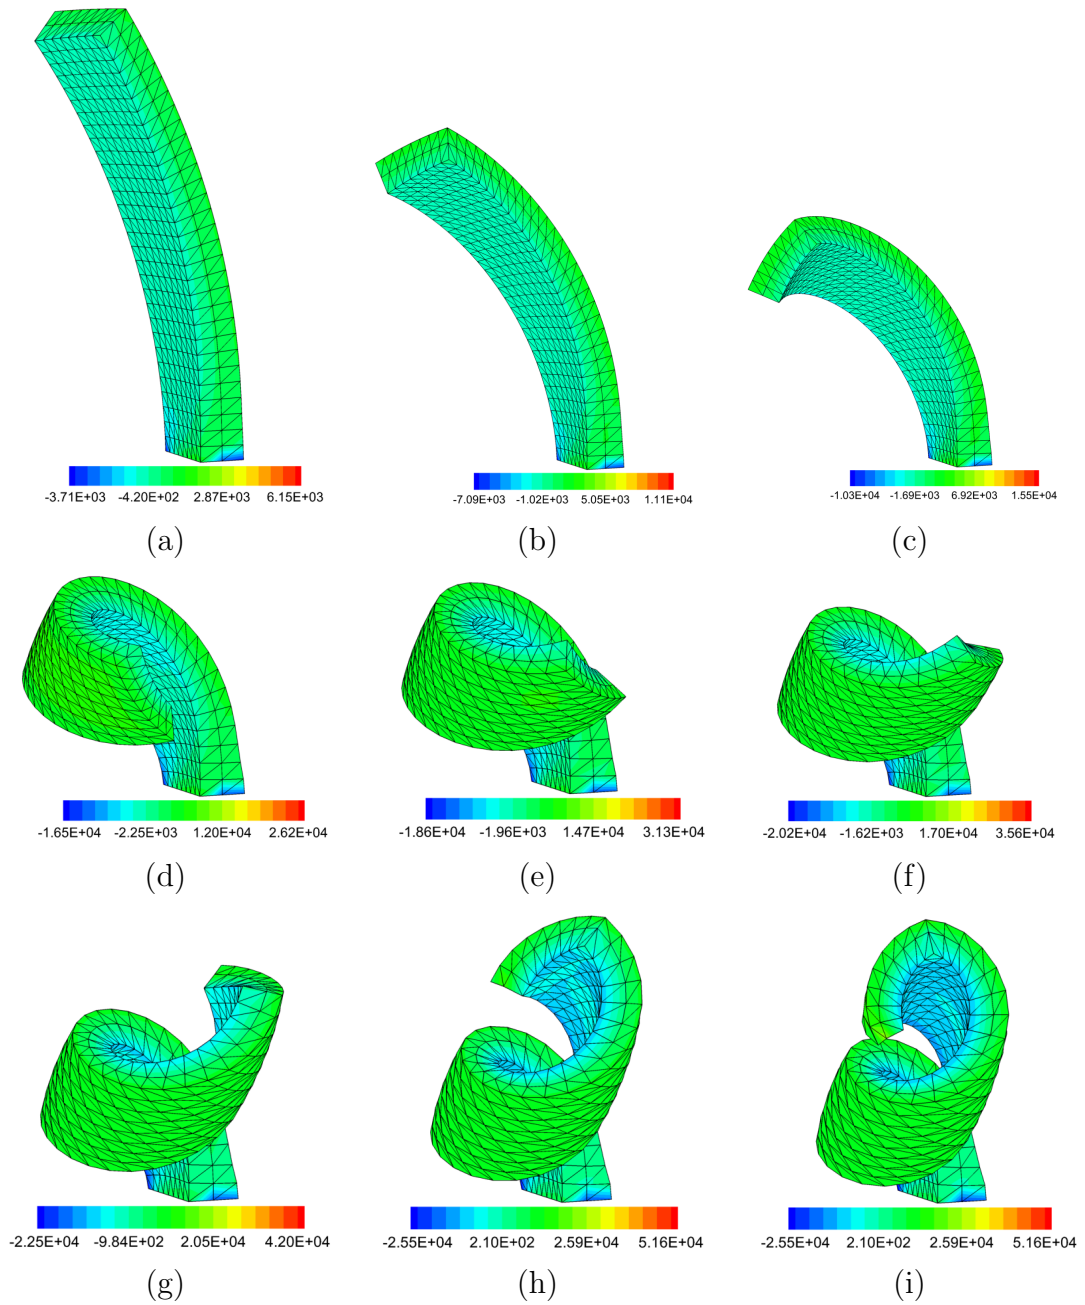 -3.71E+03 -4.20E+02 2.87E+03 6.15E+03
-7.09E+03 -1.02E+03 5.05E+03 1.11E+04
-1.03E+04 -1.69E+03 6.92E+03 1.55E+04
(a) (b) (c)
-1.65E+04 -2.25E+03 1.20E+04 2.62E+04
-1.86E+04 -1.96E+03 1.47E+04 3.13E+04
-2.02E+04 -1.62E+03 1.70E+04 3.56E+04
(d) (e) (f)
-2.25E+04 -9.84E+02 2.05E+04 4.20E+04
-2.55E+04 2.10E+02 2.59E+04 5.16E+04
-2.55E+04 2.10E+02 2.59E+04 5.16E+04
(g) (h) (i)